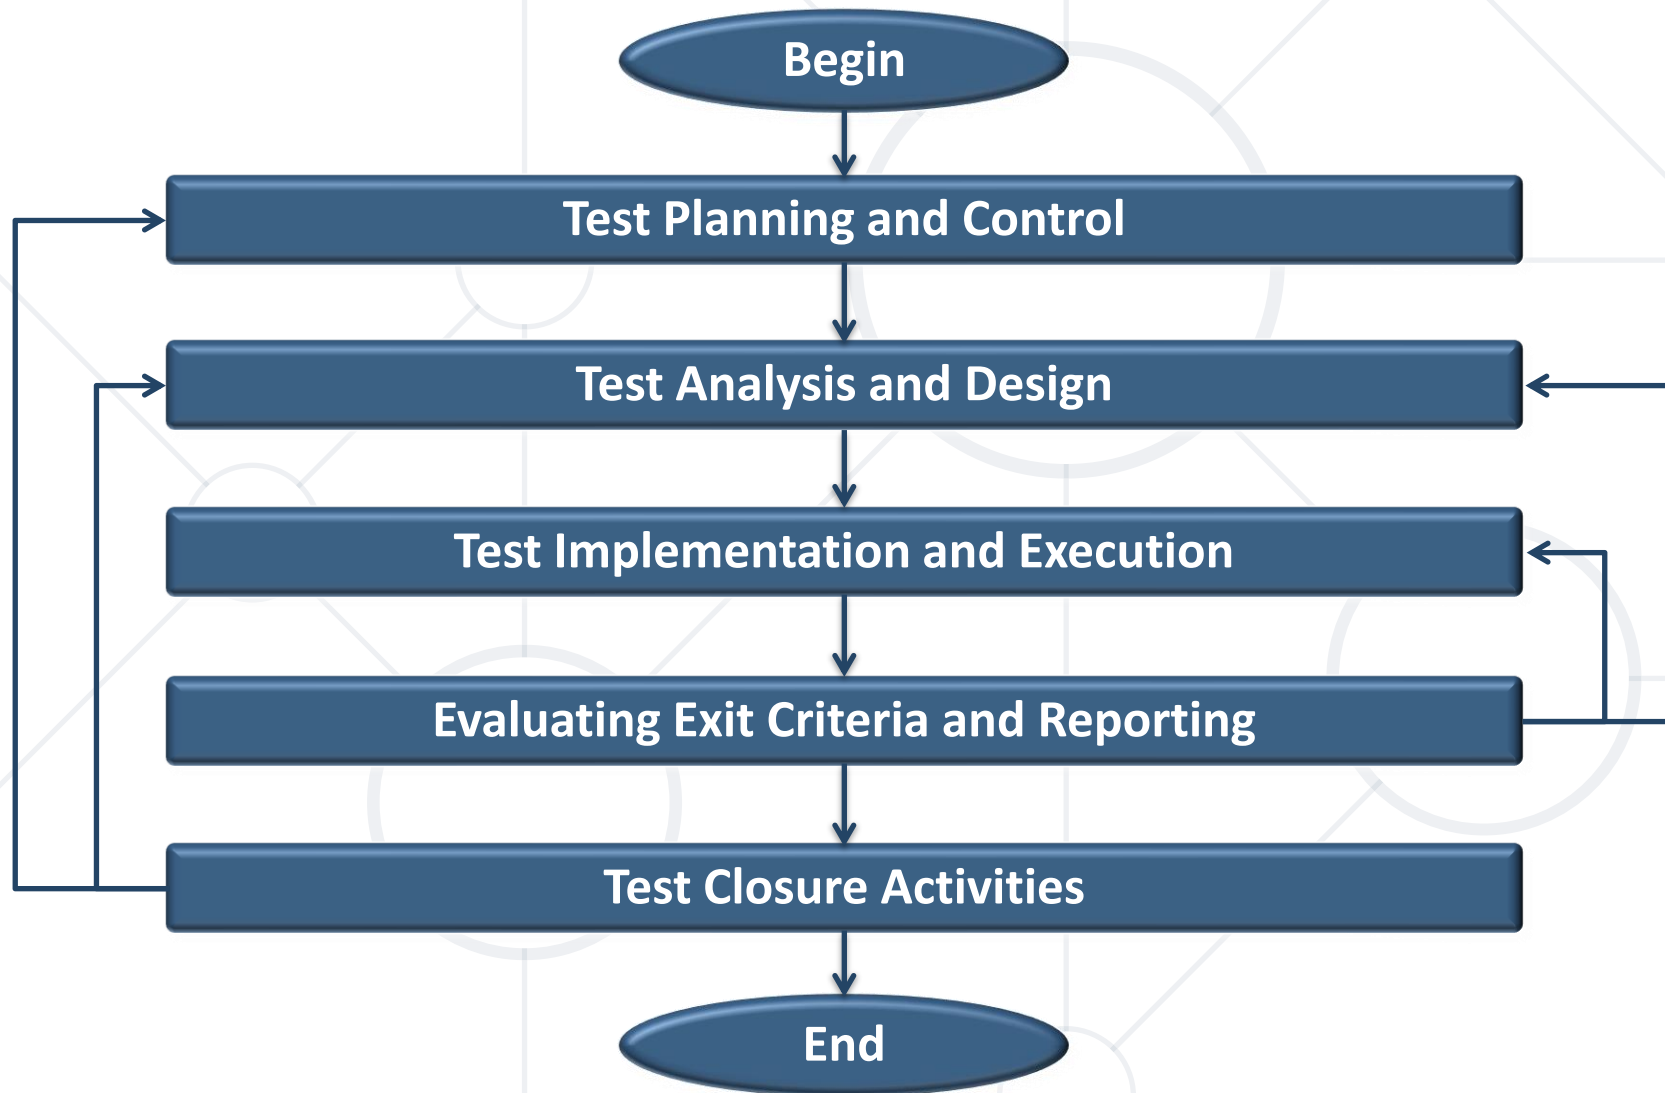 Begin
Test Planning and Control
Test Analysis and Design
Test Implementation and Execution
Evaluating Exit Criteria and Reporting
Test Closure Activities
End